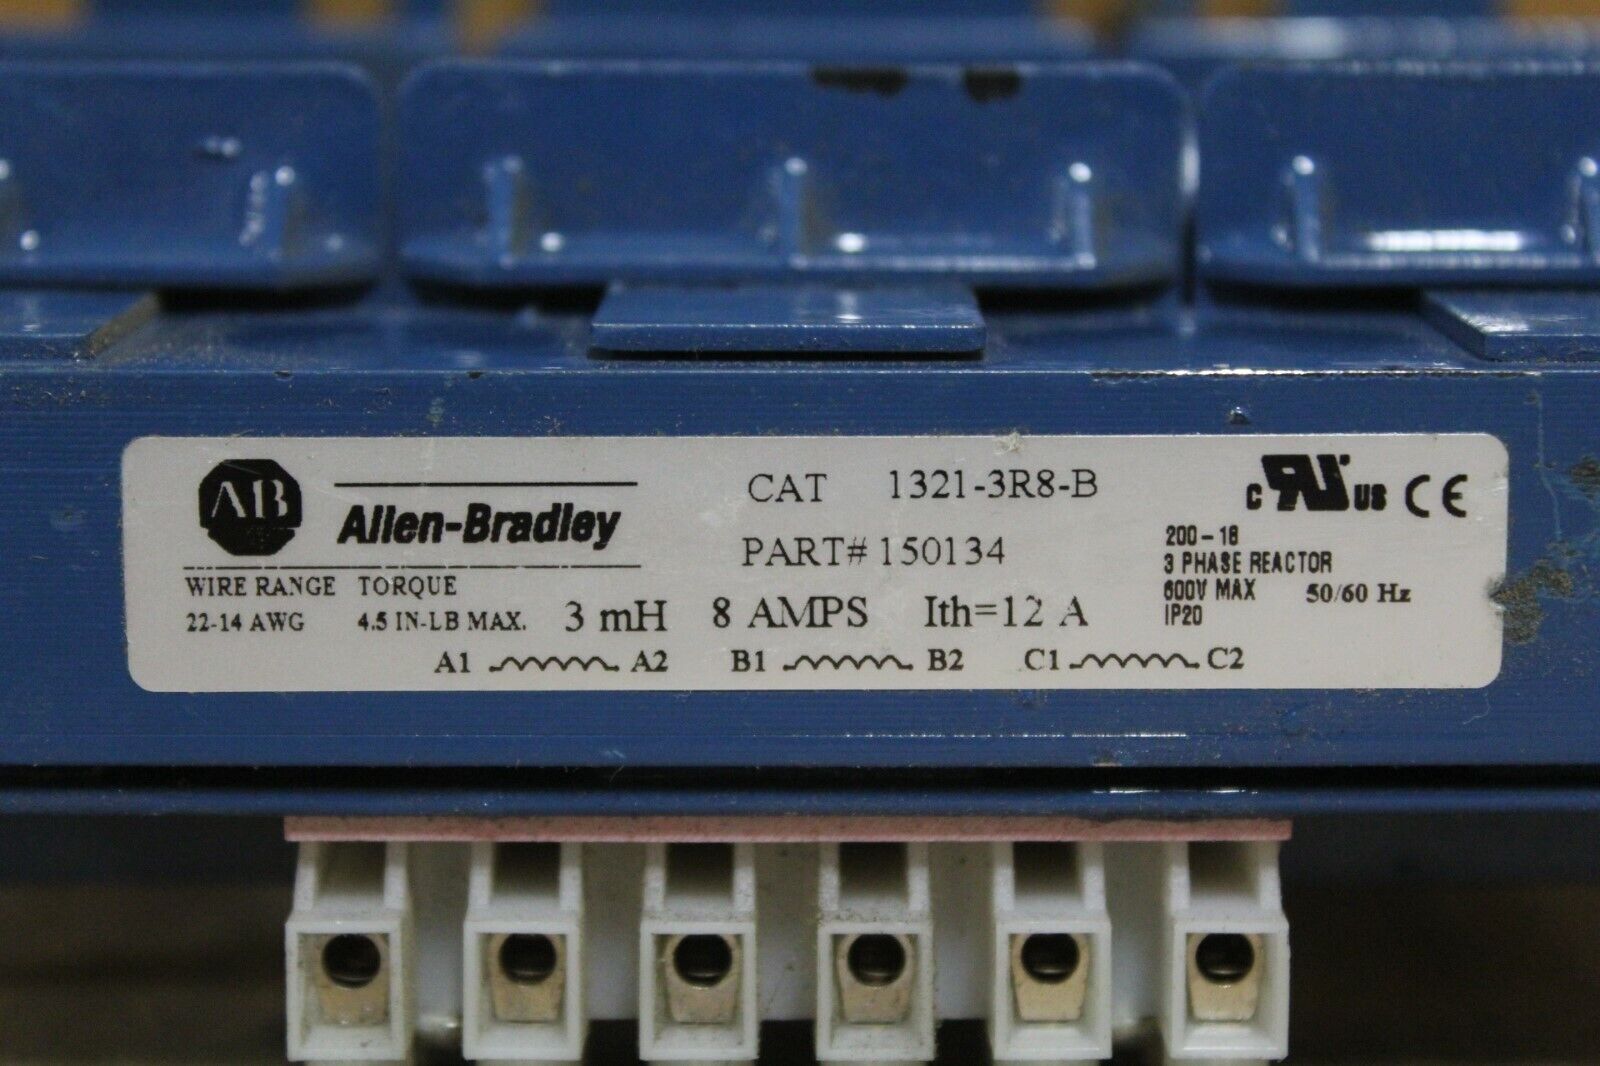 AB Allen-Bradley
CAT 1321-3R8-B
PART# 150134
c RU us CE
200-18
3 PHASE REACTOR
600V MAX 50/60 Hz
IP20
WIRE RANGE TORQUE
22-14 AWG 4.5 IN-LB MAX. 3 mH 8 AMPS Ith=12 A
A1 A2 B1 B2 C1 C2